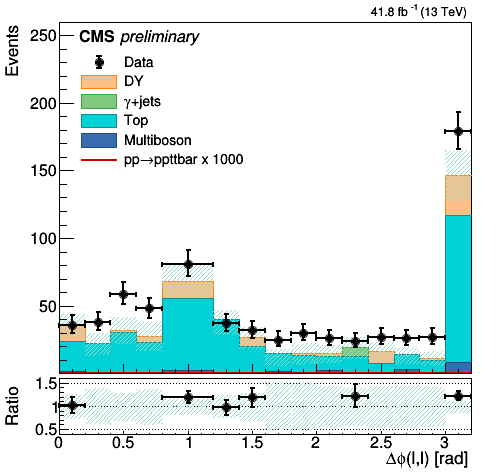 41.8 fb⁻¹ (13 TeV)
Events
250
200
150
100
50
CMS preliminary
Data
DY
γ+jets
Top
Multiboson
pp→ppttbar x 1000
Ratio
1.5
1.0
0.5
0 0.5 1 1.5 2 2.5 3
Δϕ(l,l) [rad]